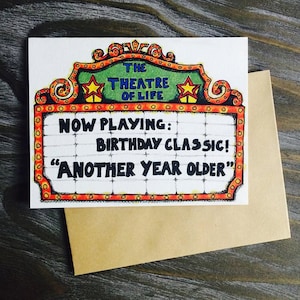 THE
THEATRE
OF LIFE
NOW PLAYING:
BIRTHDAY CLASSIC!
"ANOTHER YEAR OLDER"